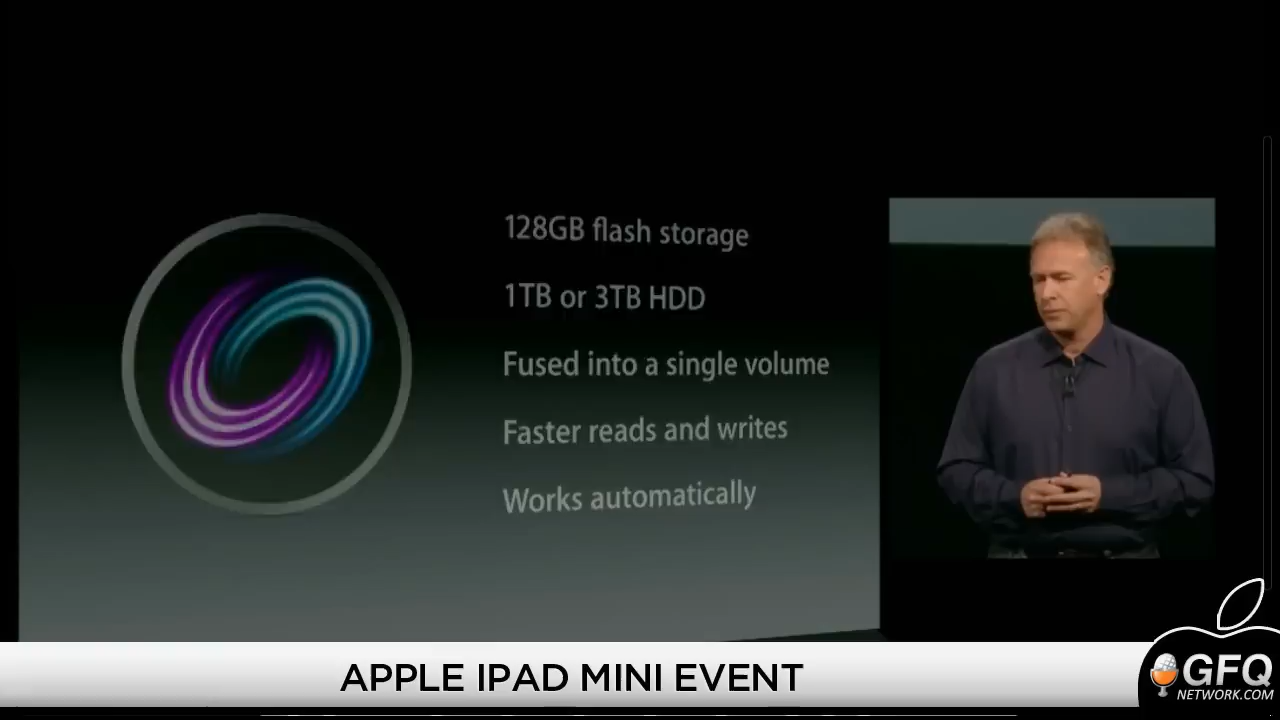 128GB flash storage
1TB or 3TB HDD
Fused into a single volume
Faster reads and writes
Works automatically
APPLE IPAD MINI EVENT
GFQ
NETWORK.COM